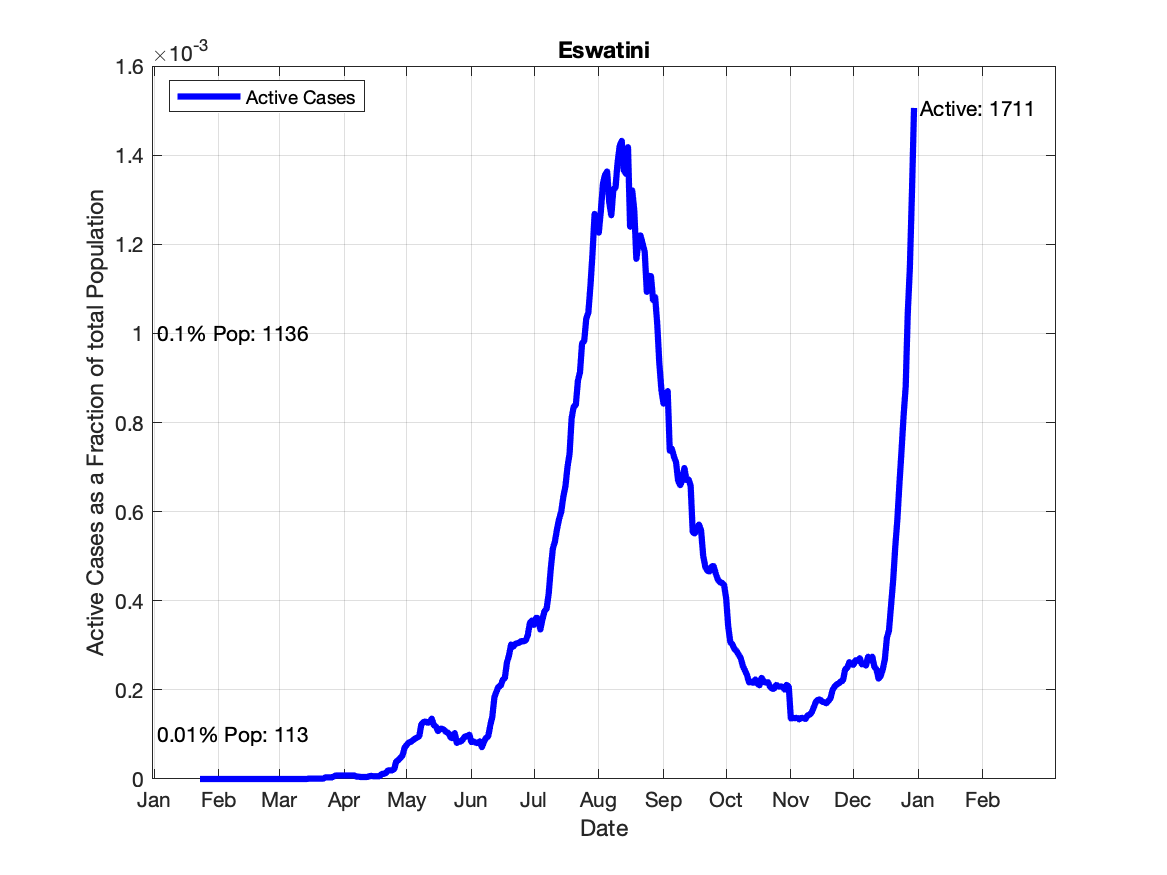 Eswatini
×10⁻³
1.6
1.4
1.2
1
0.8
0.6
0.4
0.2
0
Active Cases as a Fraction of total Population
Active Cases
Active: 1711
0.1% Pop: 1136
0.01% Pop: 113
Jan Feb Mar Apr May Jun Jul Aug Sep Oct Nov Dec Jan Feb
Date